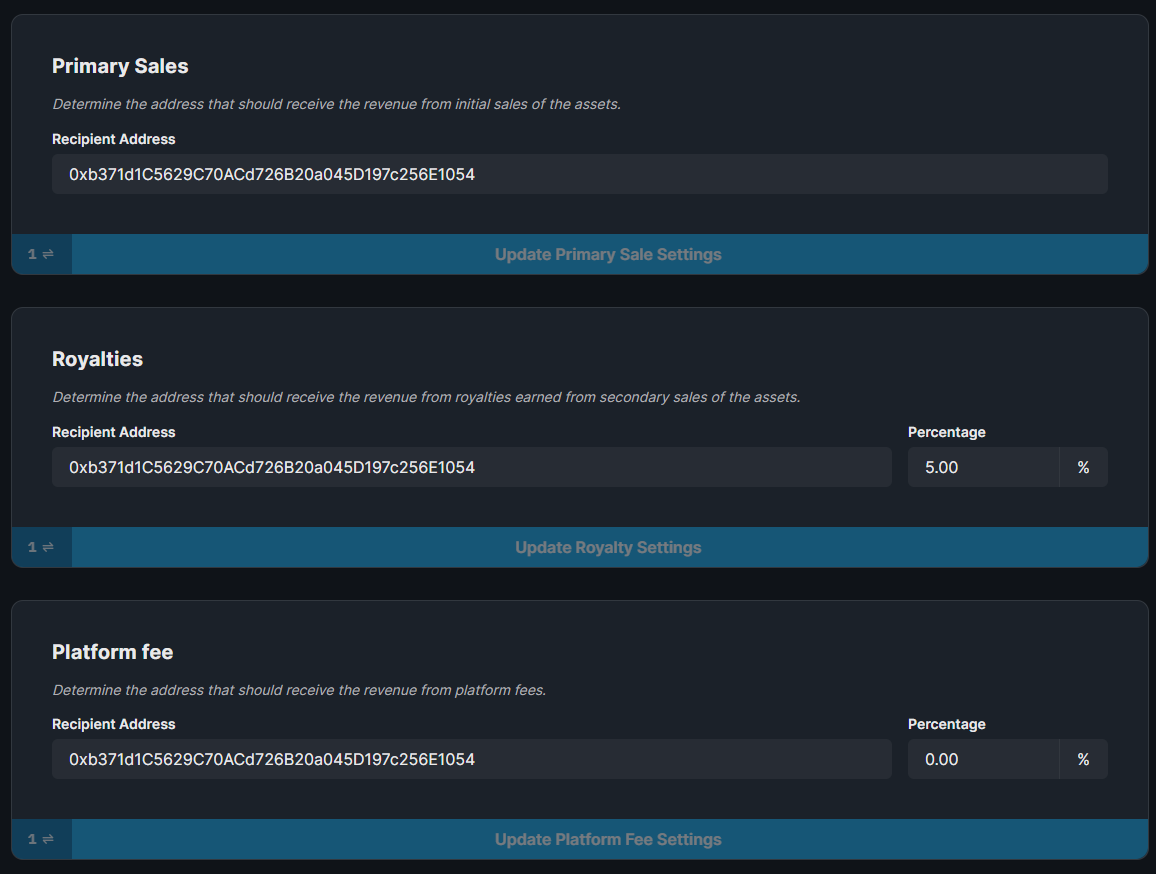 Primary Sales
Determine the address that should receive the revenue from initial sales of the assets.
Recipient Address
0xb371d1C5629C70ACd726B20a045D197c256E1054
1 ⇌ Update Primary Sale Settings
Royalties
Determine the address that should receive the revenue from royalties earned from secondary sales of the assets.
Recipient Address Percentage
0xb371d1C5629C70ACd726B20a045D197c256E1054 5.00 %
1 ⇌ Update Royalty Settings
Platform fee
Determine the address that should receive the revenue from platform fees.
Recipient Address Percentage
0xb371d1C5629C70ACd726B20a045D197c256E1054 0.00 %
1 ⇌ Update Platform Fee Settings